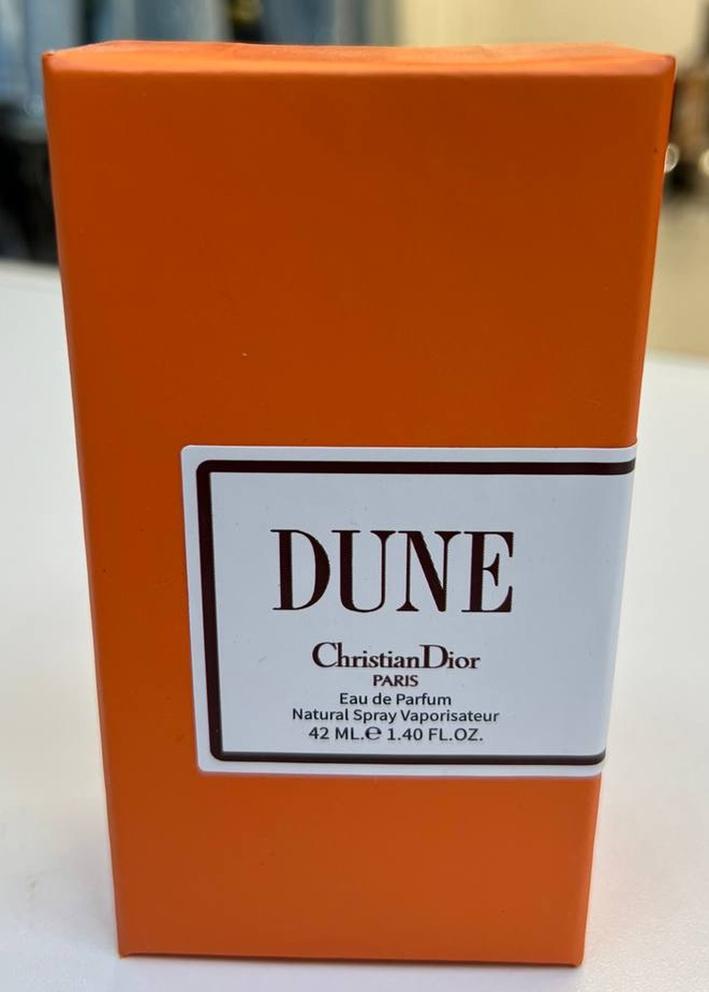 DUNE
ChristianDior
PARIS
Eau de Parfum
Natural Spray Vaporisateur
42 ML.℮ 1.40 FL.OZ.